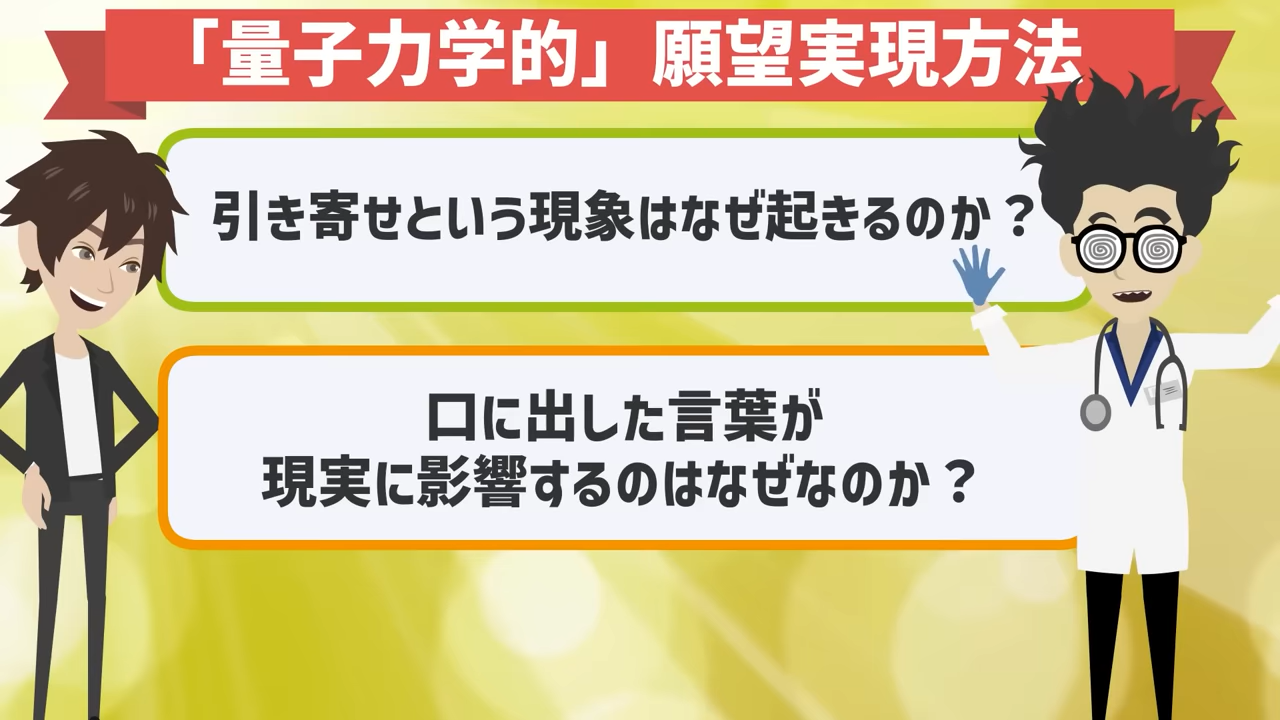 「量子力学的」願望実現方法
引き寄せという現象はなぜ起きるのか？
口に出した言葉が
現実に影響するのはなぜなのか？